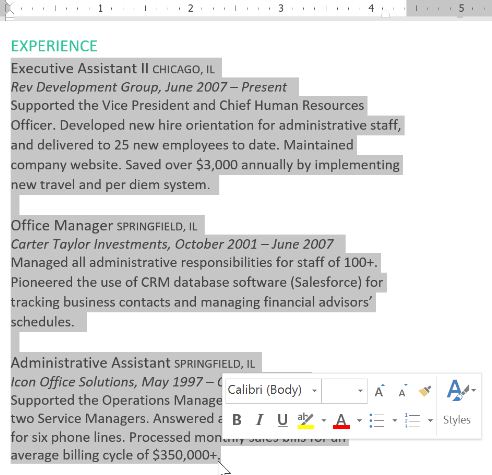 1 2 3 4 5
EXPERIENCE
Executive Assistant II CHICAGO, IL
Rev Development Group, June 2007 – Present
Supported the Vice President and Chief Human Resources
Officer. Developed new hire orientation for administrative staff,
and delivered to 25 new employees to date. Maintained
company website. Saved over $3,000 annually by implementing
new travel and per diem system.
Office Manager SPRINGFIELD, IL
Carter Taylor Investments, October 2001 – June 2007
Managed all administrative responsibilities for staff of 100+.
Pioneered the use of CRM database software (Salesforce) for
tracking business contacts and managing financial advisors’
schedules.
Administrative Assistant SPRINGFIELD, IL
Icon Office Solutions, May 1997 –
Supported the Operations Manage
two Service Managers. Answered a
for six phone lines. Processed monthly sales bills for an
average billing cycle of $350,000+.
Calibri (Body) A A A
B I U aby A Styles